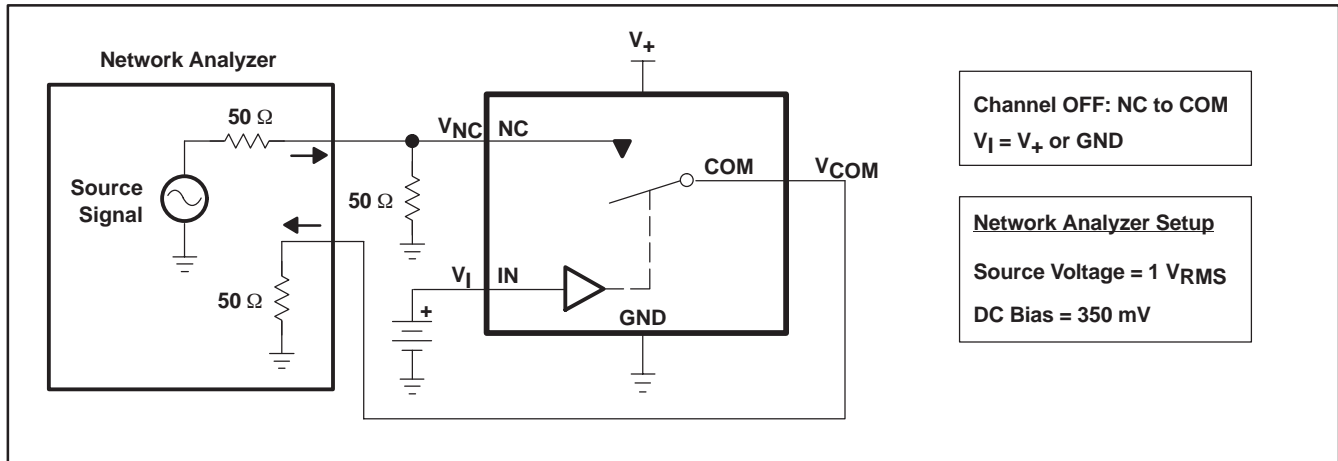 Network Analyzer
50 Ω
Source
Signal
50 Ω
50 Ω
VNC NC
VI IN
+
V+
COM
VCOM
GND
Channel OFF: NC to COM
VI = V+ or GND
Network Analyzer Setup
Source Voltage = 1 VRMS
DC Bias = 350 mV